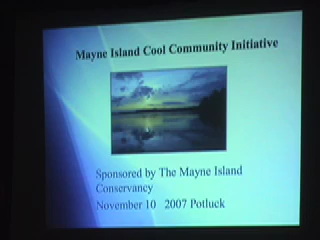 Mayne Island Cool Community Initiative
Sponsored by The Mayne Island
Conservancy
November 10 2007 Potluck